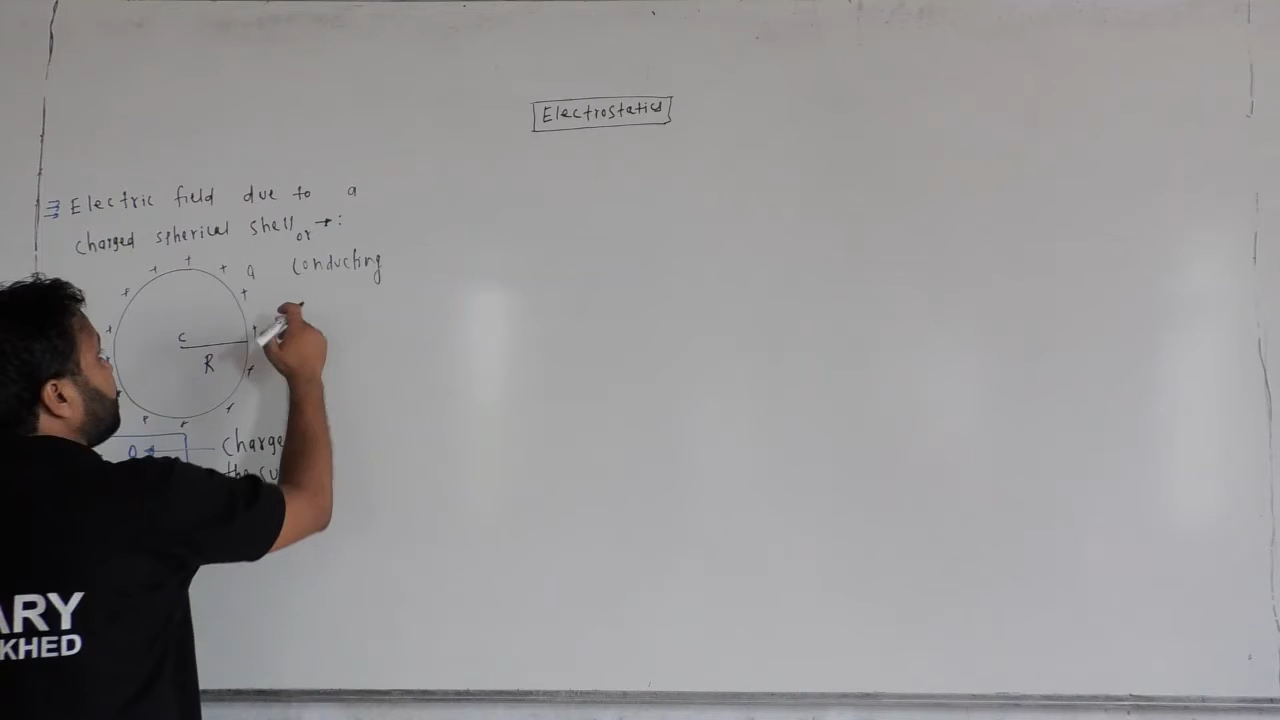 Electrostatics
⇒ Electric field due to a
charged spherical shell →:
or
conducting
Q
C
R
σ
Charge
the su
ARY
KHED